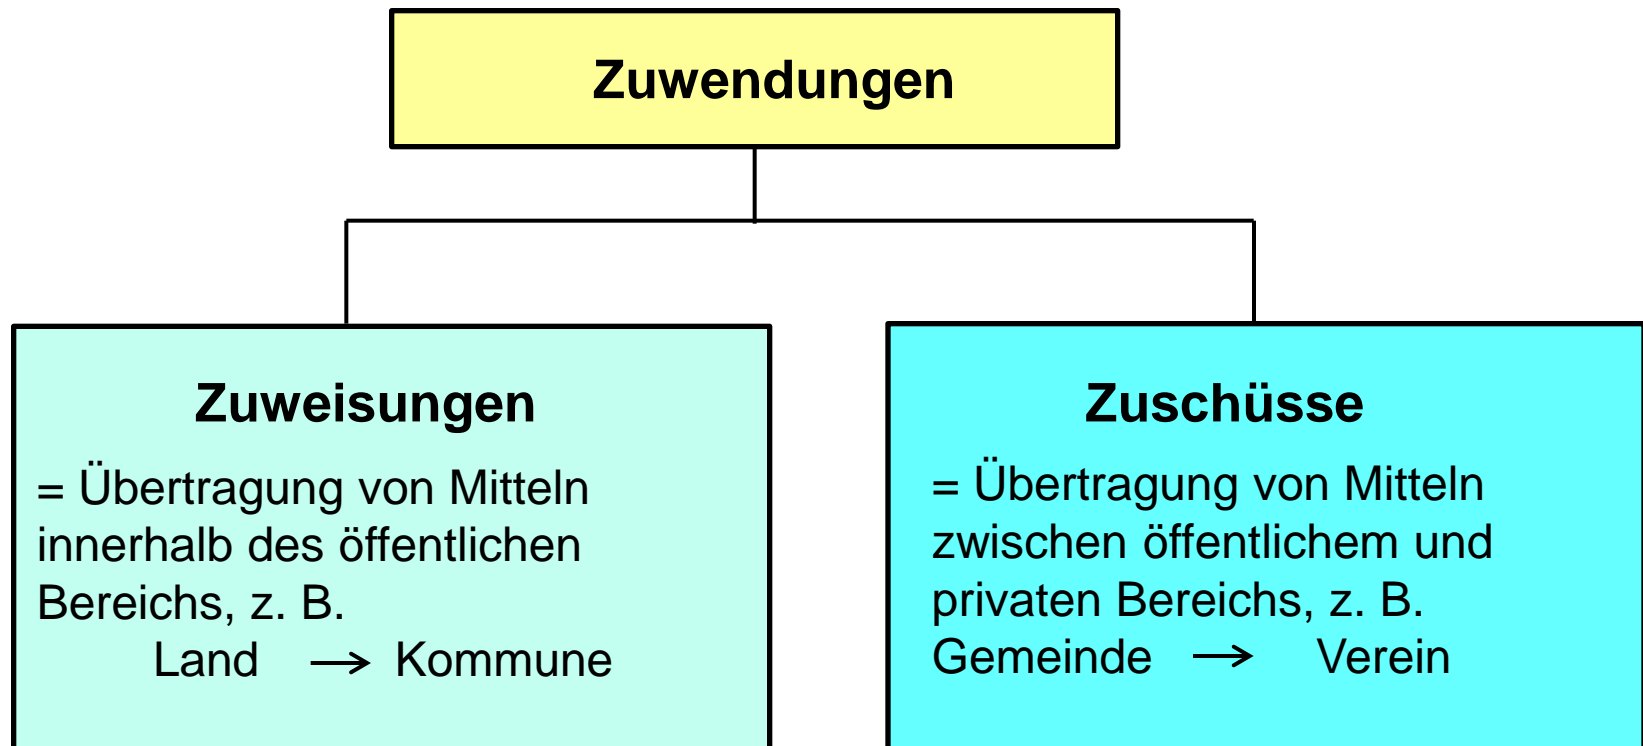 Zuwendungen
Zuweisungen
= Übertragung von Mitteln
innerhalb des öffentlichen
Bereichs, z. B.
Land → Kommune
Zuschüsse
= Übertragung von Mitteln
zwischen öffentlichem und
privaten Bereichs, z. B.
Gemeinde → Verein